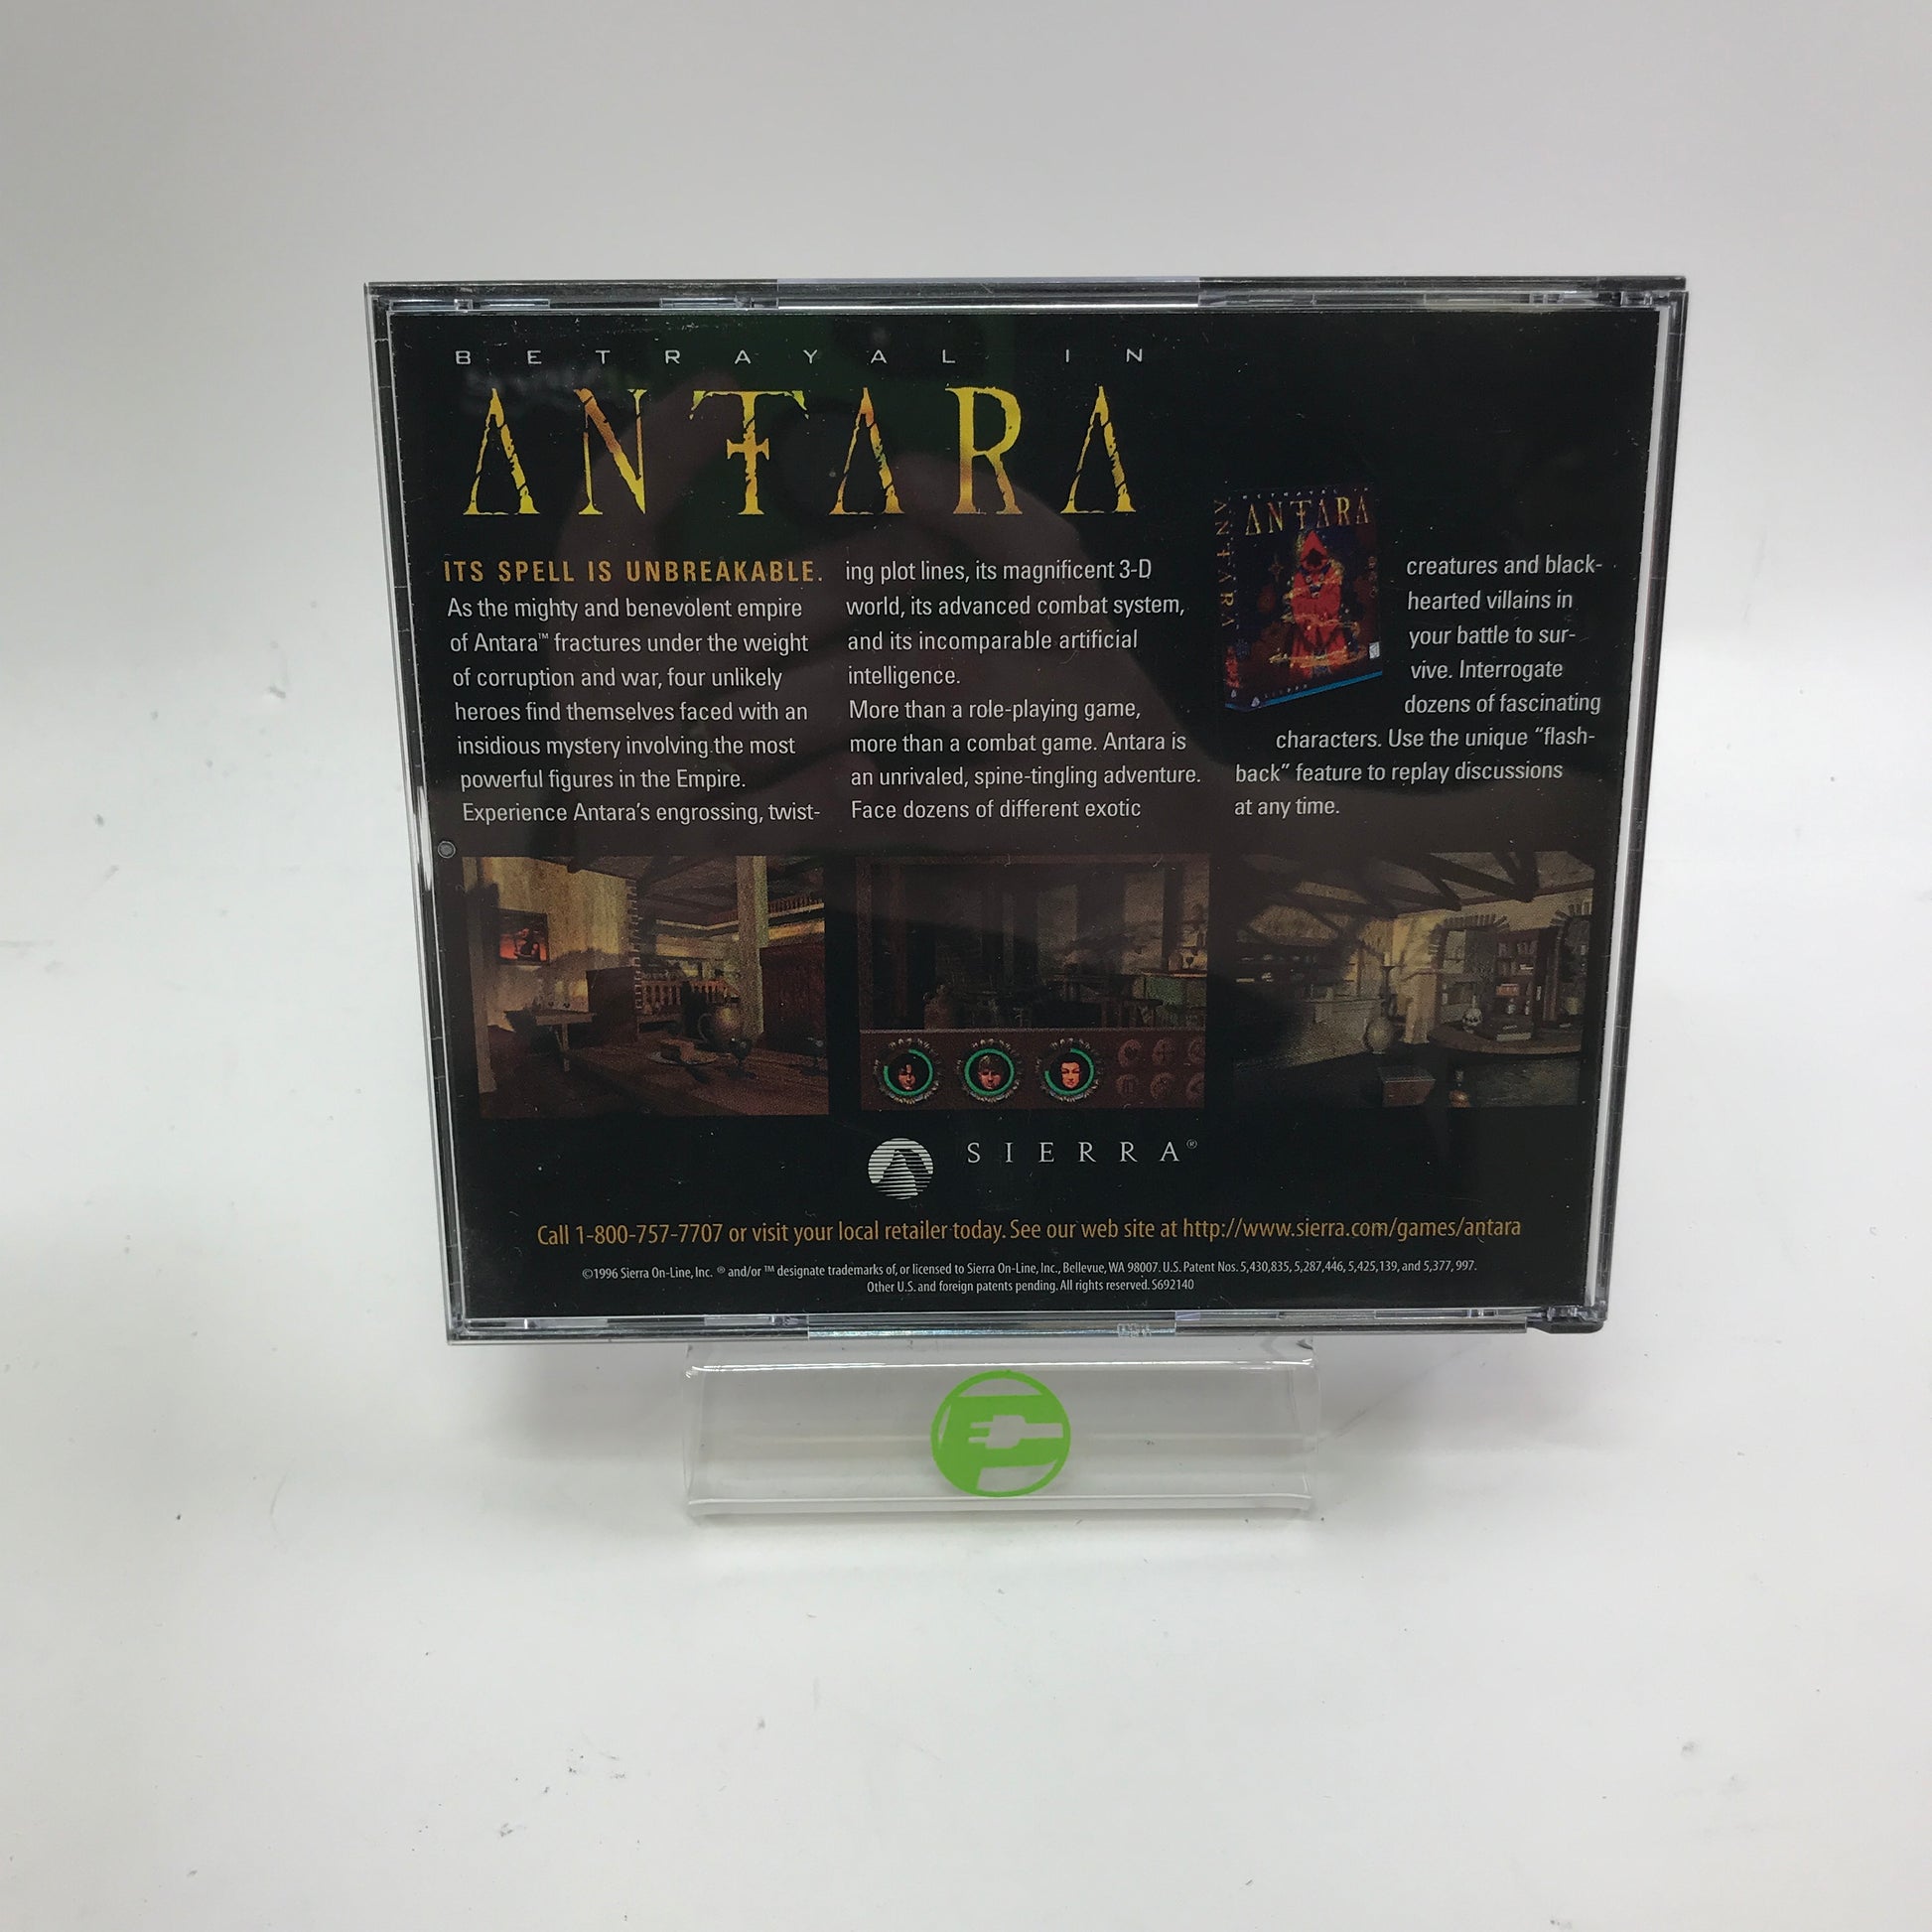 BETRAYAL IN
ANTARA
ITS SPELL IS UNBREAKABLE.
As the mighty and benevolent empire
of Antara™ fractures under the weight
of corruption and war, four unlikely
heroes find themselves faced with an
insidious mystery involving the most
powerful figures in the Empire.
Experience Antara's engrossing, twist-
ing plot lines, its magnificent 3-D
world, its advanced combat system,
and its incomparable artificial
intelligence.
More than a role-playing game,
more than a combat game. Antara is
an unrivaled, spine-tingling adventure.
Face dozens of different exotic
ANTARA
ANTARA
creatures and black-
hearted villains in
your battle to sur-
vive. Interrogate
dozens of fascinating
characters. Use the unique "flash-
back" feature to replay discussions
at any time.
SIERRA®
Call 1-800-757-7707 or visit your local retailer today. See our web site at http://www.sierra.com/games/antara
©1996 Sierra On-Line, Inc. ® and/or ™ designate trademarks of, or licensed to Sierra On-Line, Inc., Bellevue, WA 98007. U.S. Patent Nos. 5,430,835, 5,287,446, 5,425,139, and 5,377,997.
Other U.S. and foreign patents pending. All rights reserved. S692140